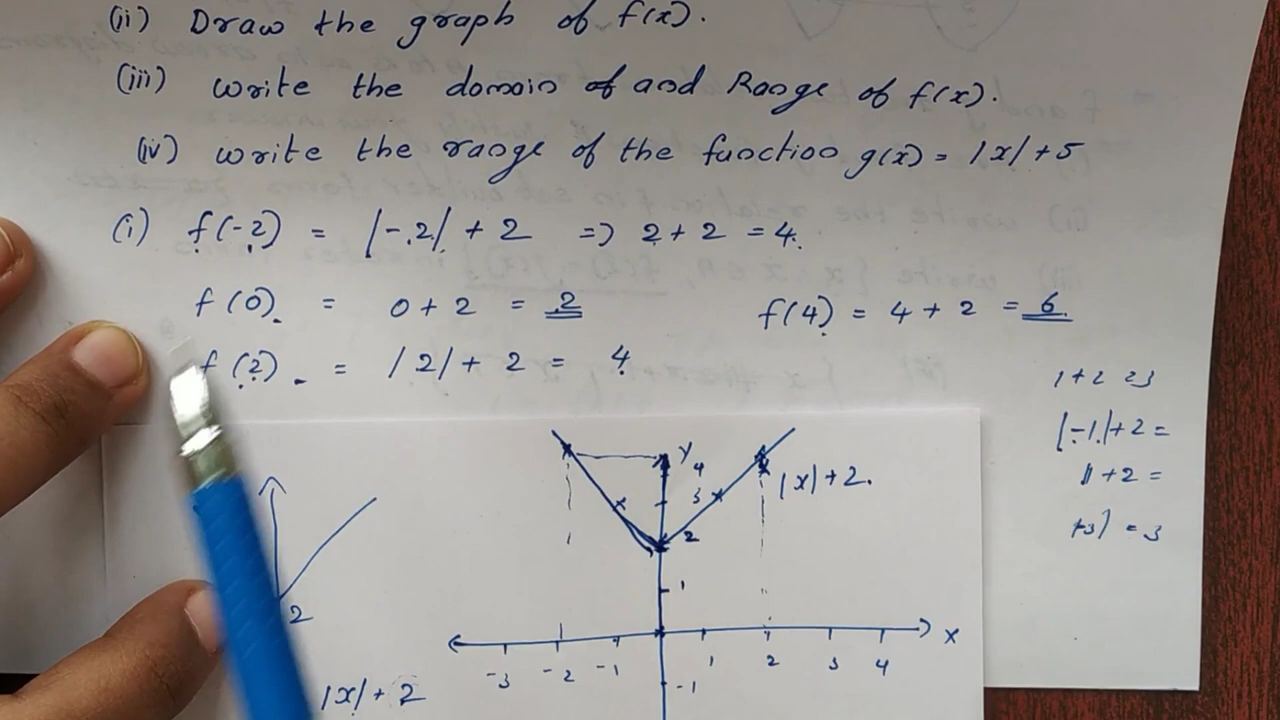 (ii) Draw the graph of f(x).
(iii) write the domain of and Range of f(x).
(iv) write the range of the function g(x) = |x| + 5
(i) f(-2) = |-2| + 2 => 2 + 2 = 4.
f(0) = 0 + 2 = 2
f(4) = 4 + 2 = 6
f(2) = |2| + 2 = 4
1 + 2 = 3
|-1| + 2 =
1 + 2 =
= 3
Y
4
3
|x| + 2.
2
1
2
X
-3 -2 -1 1 2 3 4
-1
|x| + 2